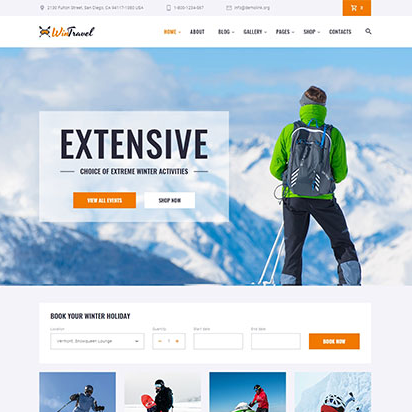 2130 Fulton Street, San Diego, CA 94117-1080 USA
1-800-1234-567
info@demolink.org
0
WinTravel
HOME ABOUT BLOG GALLERY PAGES SHOP CONTACTS
EXTENSIVE
CHOICE OF EXTREME WINTER ACTIVITIES
VIEW ALL EVENTS SHOP NOW
BOOK YOUR WINTER HOLIDAY
Location Quantity Start date End date
Vermont, Snowqueen Lounge - 1 + BOOK NOW